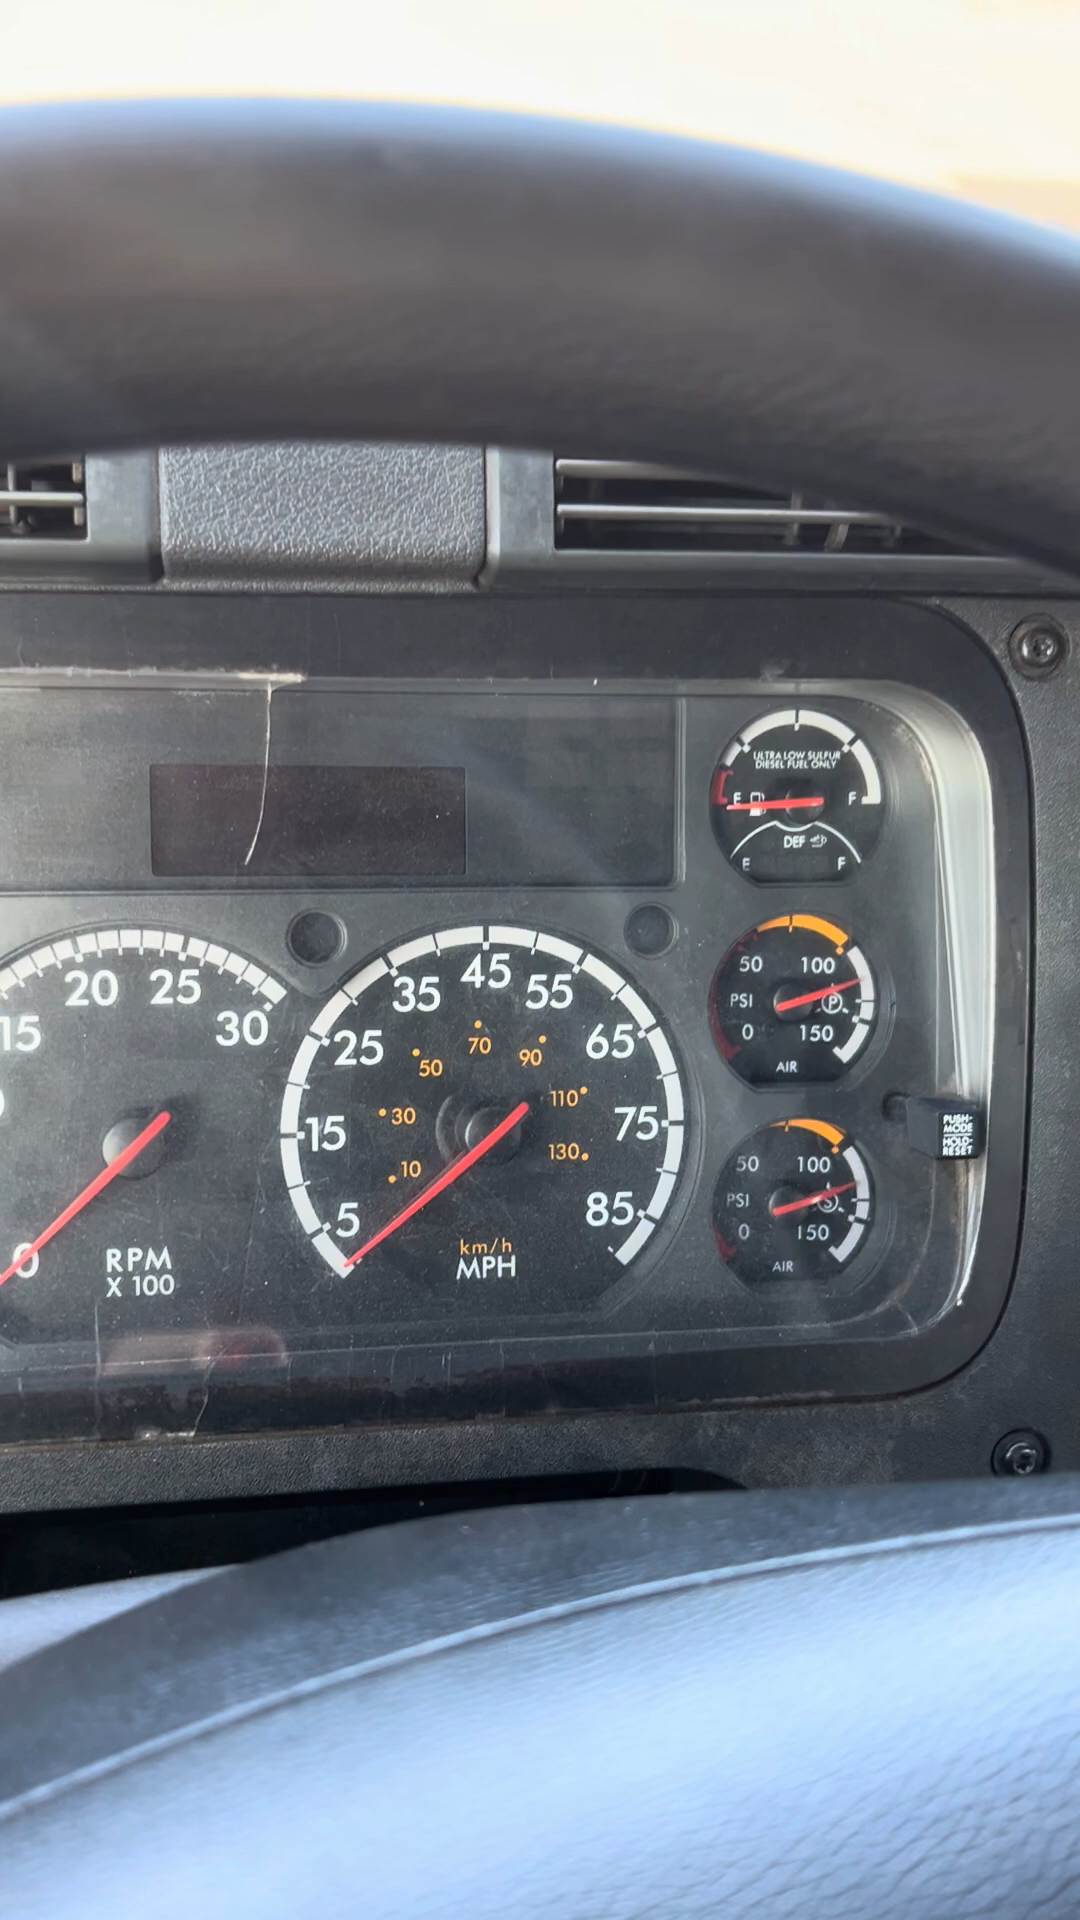 ULTRA LOW SULFUR
DIESEL FUEL ONLY
E F
DEF
E F
50 100
PSI P
0 150
AIR
50 100
PSI S
0 150
AIR
PUSH-
MODE
HOLD-
RESET
15 20 25 30
0
RPM
X 100
5 15 25 35 45 55 65 75 85
10 30 50 70 90 110 130
km/h
MPH